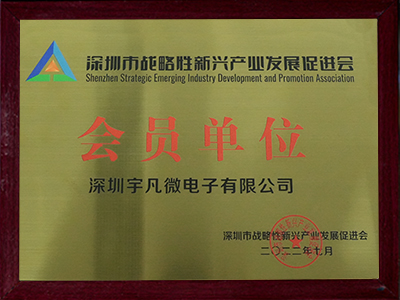 深圳市战略性新兴产业发展促进会
Shenzhen Strategic Emerging Industry Development and Promotion Association
会员单位
深圳宇凡微电子有限公司
深圳市战略性新兴产业发展促进会
二〇二二年七月